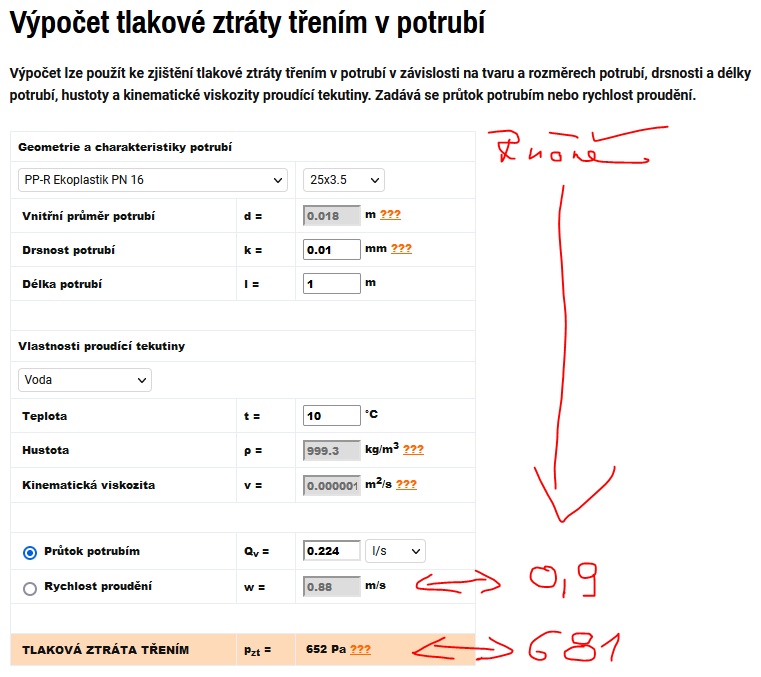 Výpočet tlakové ztráty třením v potrubí
Výpočet lze použít ke zjištění tlakové ztráty třením v potrubí v závislosti na tvaru a rozměrech potrubí, drsnosti a délky
potrubí, hustoty a kinematické viskozity proudící tekutiny. Zadává se průtok potrubím nebo rychlost proudění.
Geometrie a charakteristiky potrubí
PP-R Ekoplastik PN 16 25x3.5
Vnitřní průměr potrubí d = 0.018 m ???
Drsnost potrubí k = 0.01 mm ???
Délka potrubí l = 1 m
Vlastnosti proudící tekutiny
Voda
Teplota t = 10 °C
Hustota ρ = 999.3 kg/m³ ???
Kinematická viskozita v = 0.000001 m²/s ???
Průtok potrubím Qv = 0.224 l/s
Rychlost proudění w = 0.88 m/s 0,9
TLAKOVÁ ZTRÁTA TŘENÍM pzt = 652 Pa ??? 681